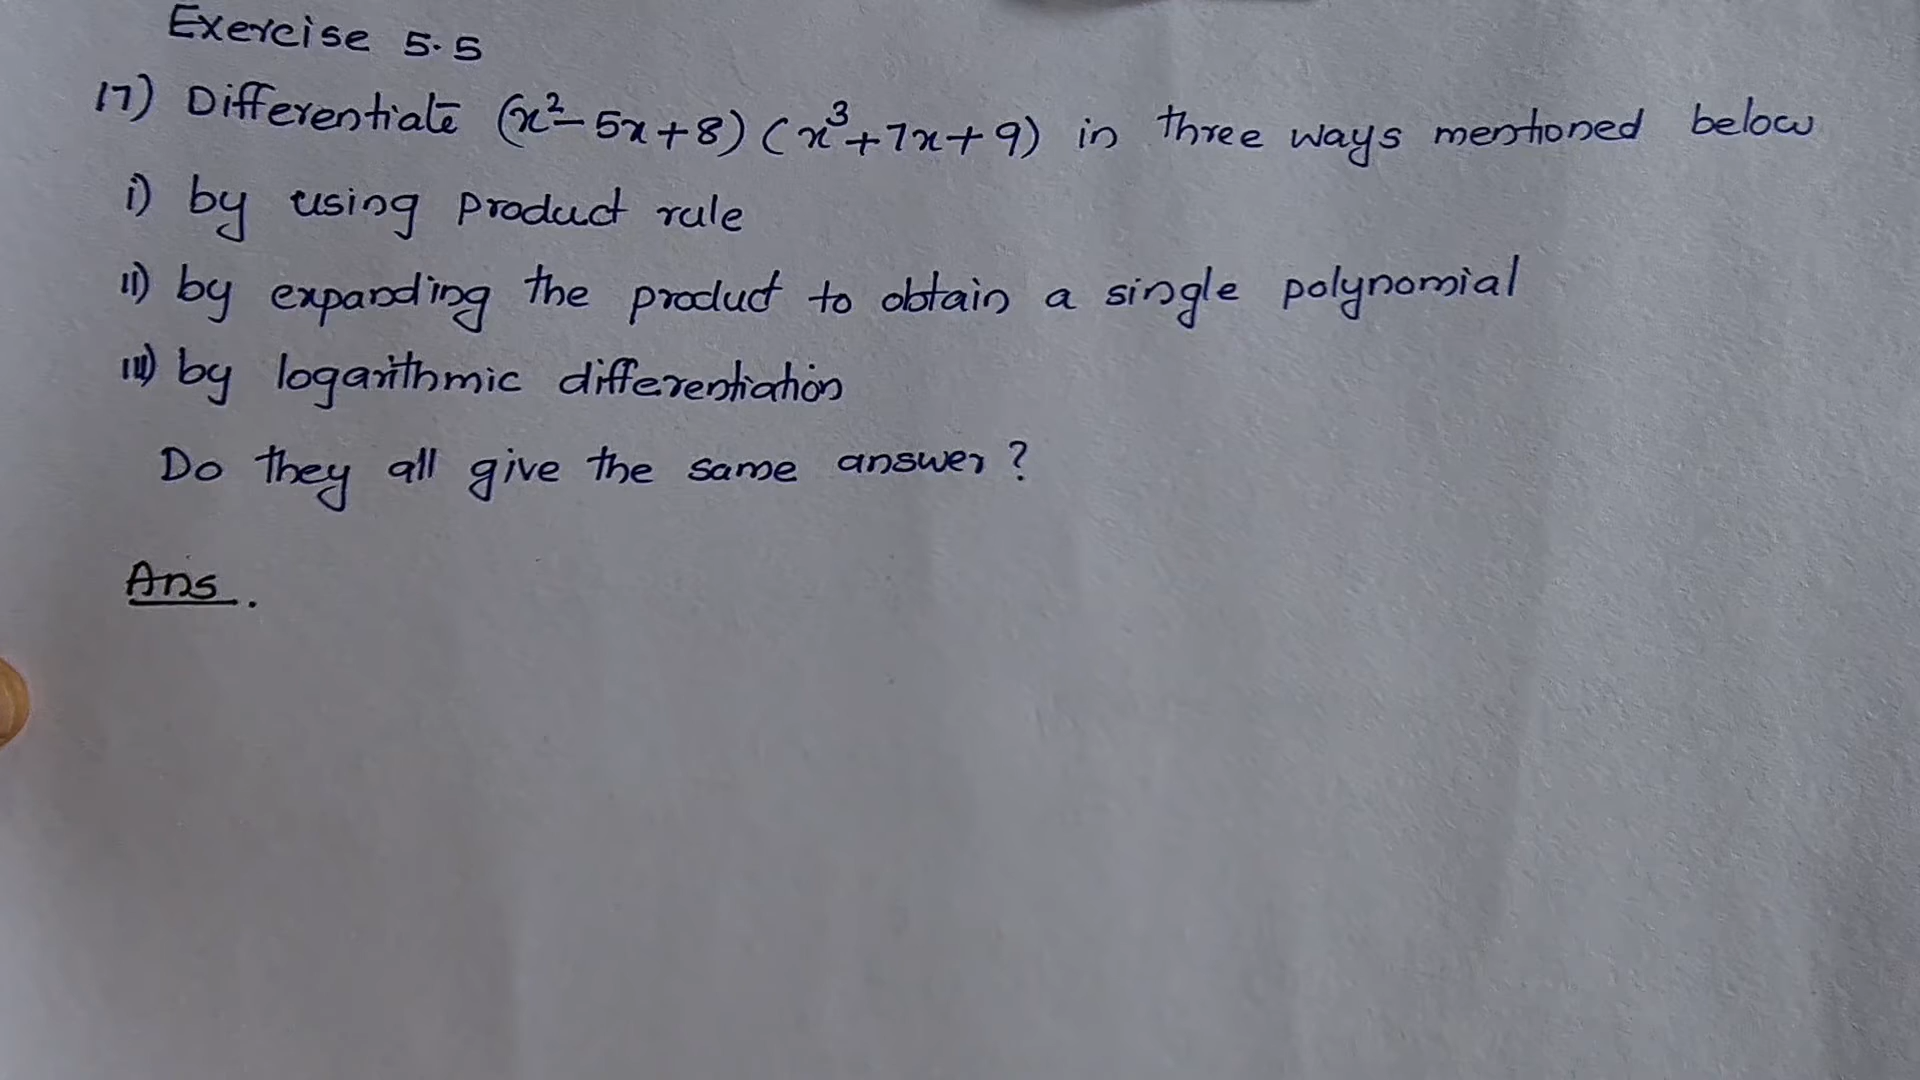 Exercise 5.5
17) Differentiate (x²-5x+8) (x³+7x+9) in three ways mentioned below
i) by using product rule
ii) by expanding the product to obtain a single polynomial
iii) by logarithmic differentiation
Do they all give the same answer?
Ans.